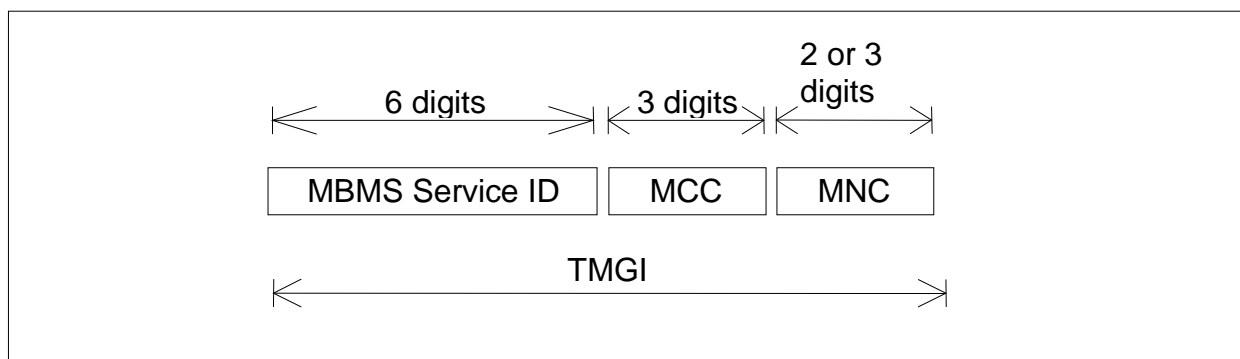 2 or 3
digits
6 digits
3 digits
MBMS Service ID
MCC
MNC
TMGI